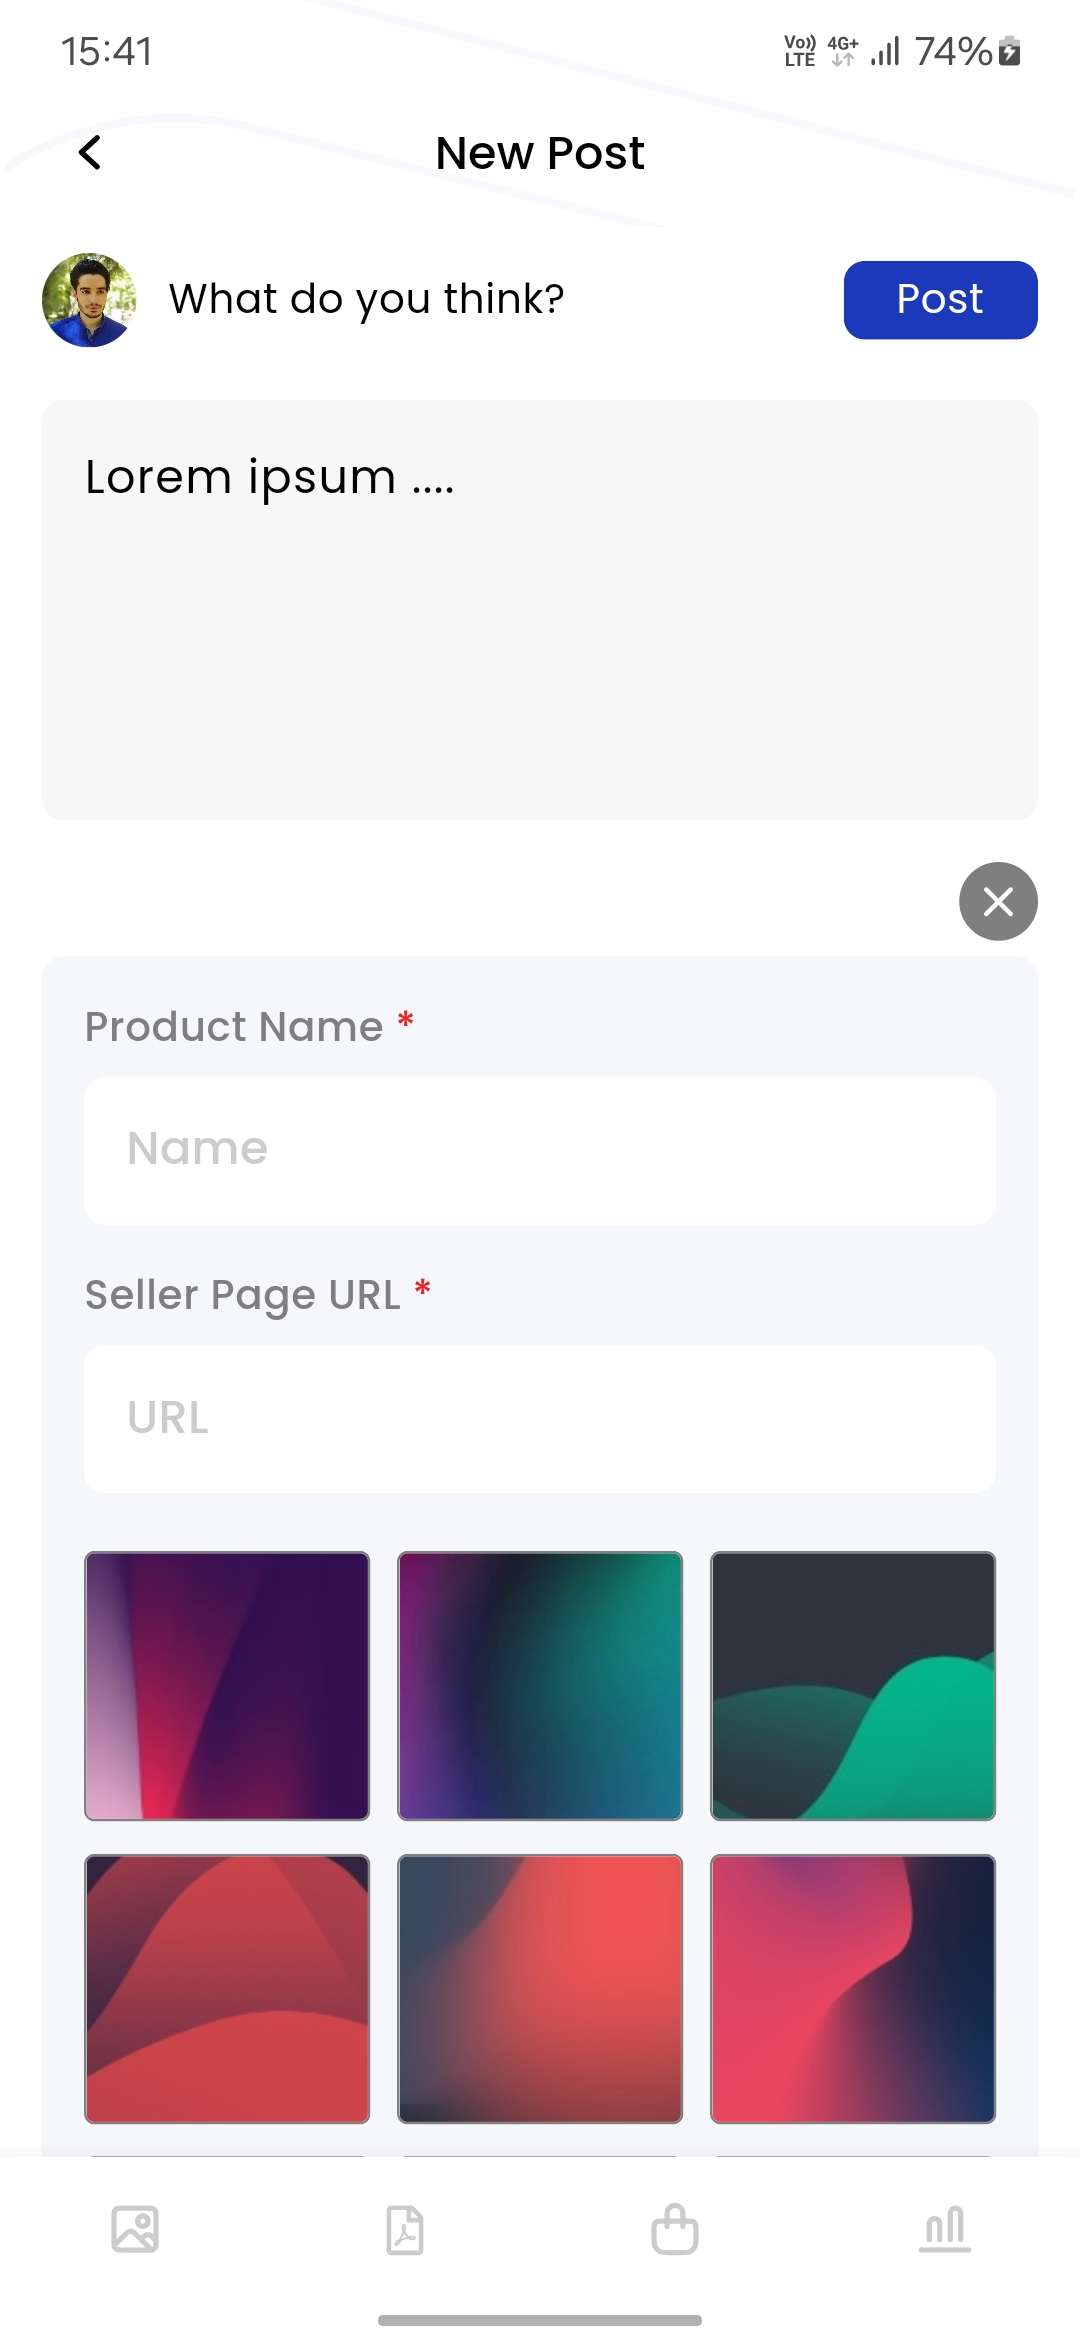 15:41 Vo)) LTE 4G+ 74%
New Post
What do you think? Post
Lorem ipsum ....
Product Name *
Name
Seller Page URL *
URL